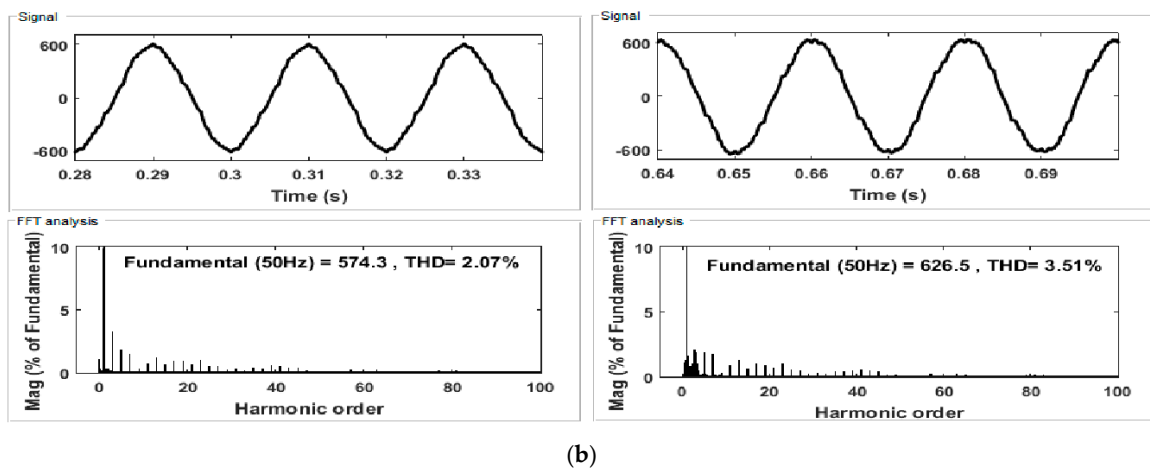 Signal
600
0
-600
0.28 0.29 0.3 0.31 0.32 0.33
Time (s)
FFT analysis
Mag (% of Fundamental)
10
5
0
Fundamental (50Hz) = 574.3 , THD= 2.07%
0 20 40 60 80 100
Harmonic order
Signal
600
0
-600
0.64 0.65 0.66 0.67 0.68 0.69
Time (s)
FFT analysis
Mag (% of Fundamental)
10
5
0
Fundamental (50Hz) = 626.5 , THD= 3.51%
0 20 40 60 80 100
Harmonic order
(b)